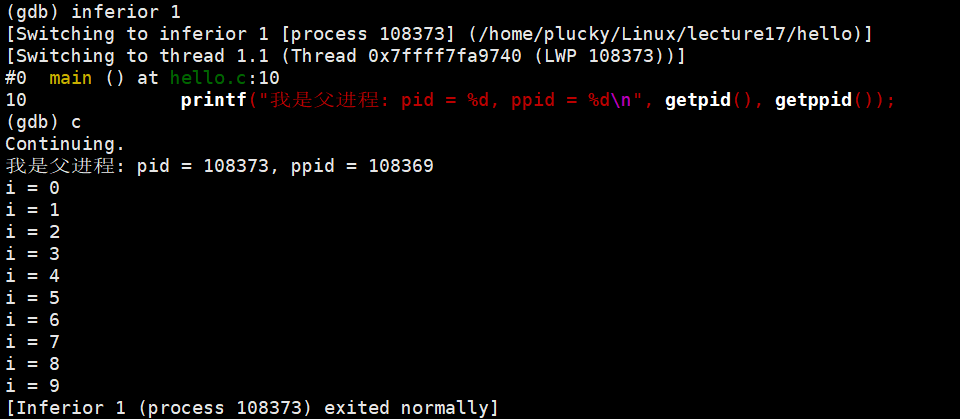 (gdb) inferior 1
[Switching to inferior 1 [process 108373] (/home/plucky/Linux/lecture17/hello)]
[Switching to thread 1.1 (Thread 0x7ffff7fa9740 (LWP 108373))]
#0  main () at hello.c:10
10              printf("我是父进程: pid = %d, ppid = %d\n", getpid(), getppid());
(gdb) c
Continuing.
我是父进程: pid = 108373, ppid = 108369
i = 0
i = 1
i = 2
i = 3
i = 4
i = 5
i = 6
i = 7
i = 8
i = 9
[Inferior 1 (process 108373) exited normally]